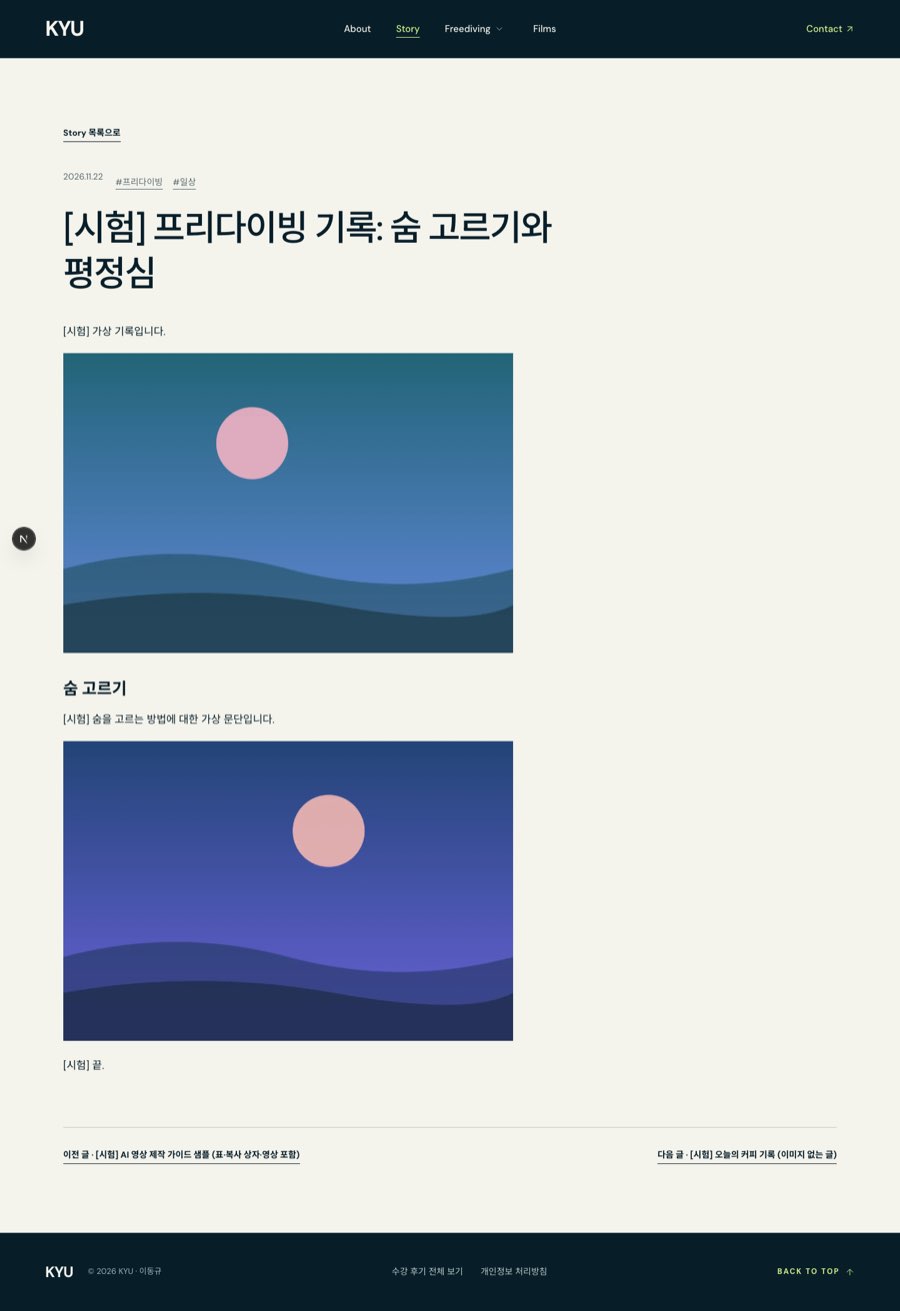 KYU
About
Story
Freediving
Films
Contact ↗
Story 목록으로
2026.11.22 #프리다이빙 #일상
[시험] 프리다이빙 기록: 숨 고르기와
평정심
[시험] 가상 기록입니다.
N
숨 고르기
[시험] 숨을 고르는 방법에 대한 가상 문단입니다.
[시험] 끝.
이전 글 · [시험] AI 영상 제작 가이드 샘플 (표·복사 상자·영상 포함)
다음 글 · [시험] 오늘의 커피 기록 (이미지 없는 글)
KYU
© 2026 KYU · 이동규
수강 후기 전체 보기
개인정보 처리방침
BACK TO TOP ↑